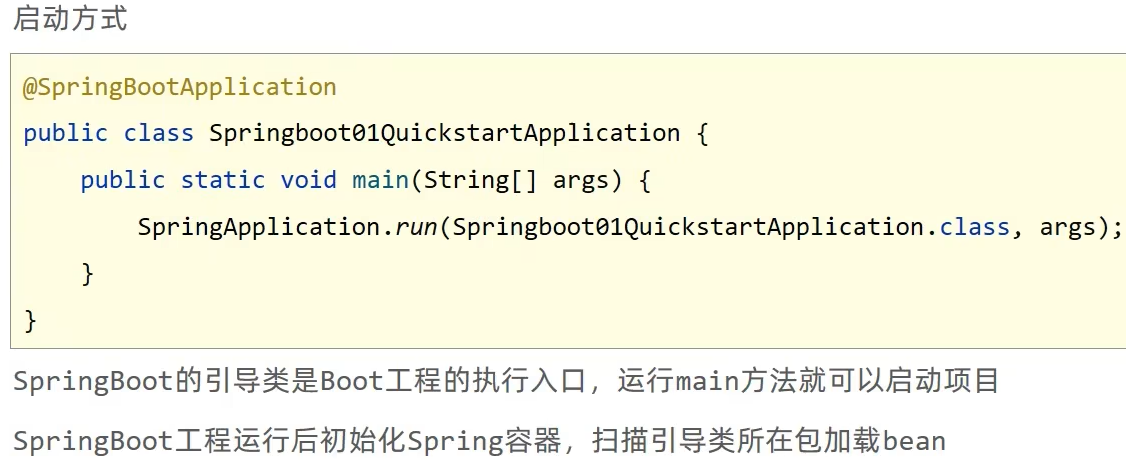 启动方式
@SpringBootApplication
public class Springboot01QuickstartApplication {
    public static void main(String[] args) {
        SpringApplication.run(Springboot01QuickstartApplication.class, args);
    }
}
SpringBoot的引导类是Boot工程的执行入口，运行main方法就可以启动项目
SpringBoot工程运行后初始化Spring容器，扫描引导类所在包加载bean